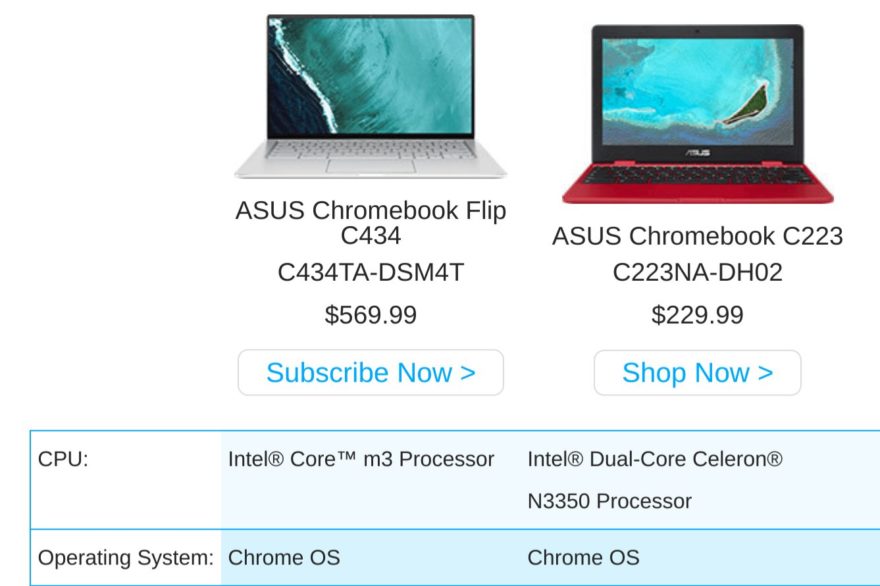 ASUS
ASUS Chromebook Flip
C434
C434TA-DSM4T
$569.99
Subscribe Now >
ASUS Chromebook C223
C223NA-DH02
$229.99
Shop Now >
CPU:
Intel® Core™ m3 Processor
Intel® Dual-Core Celeron®
N3350 Processor
Operating System:
Chrome OS
Chrome OS